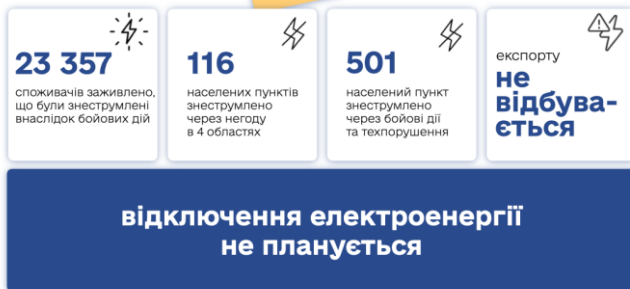 23 357
споживачів заживлено,
що були знеструмлені
внаслідок бойових дій
116
населених пунктів
знеструмлено
через негоду
в 4 областях
501
населений пункт
знеструмлено
через бойові дії
та техпорушення
експорту
не
відбува-
ється
відключення електроенергії
не планується